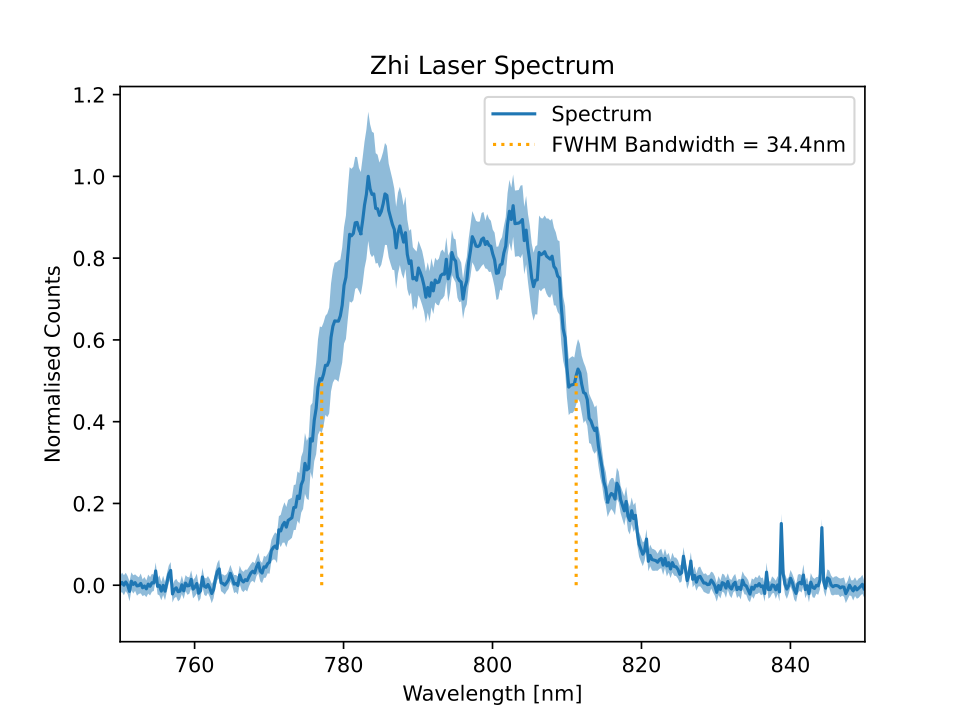 Zhi Laser Spectrum
Spectrum
FWHM Bandwidth = 34.4nm
Normalised Counts
1.2
1.0
0.8
0.6
0.4
0.2
0.0
760 780 800 820 840
Wavelength [nm]